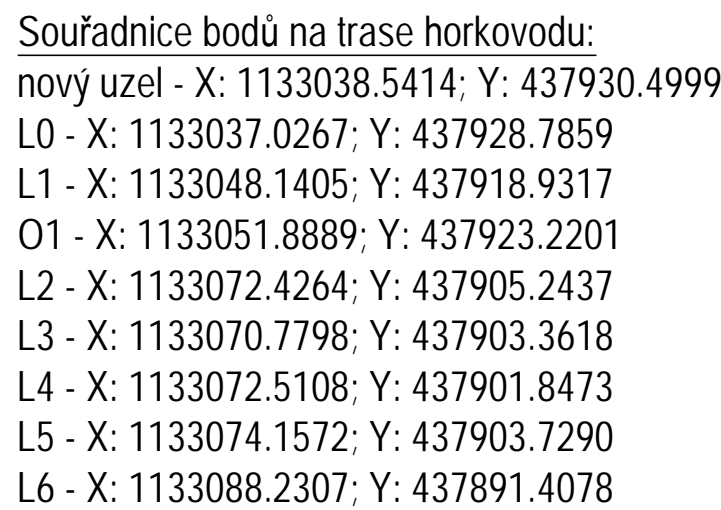 Souřadnice bodů na trase horkovodu:
nový uzel - X: 1133038.5414; Y: 437930.4999
L0 - X: 1133037.0267; Y: 437928.7859
L1 - X: 1133048.1405; Y: 437918.9317
O1 - X: 1133051.8889; Y: 437923.2201
L2 - X: 1133072.4264; Y: 437905.2437
L3 - X: 1133070.7798; Y: 437903.3618
L4 - X: 1133072.5108; Y: 437901.8473
L5 - X: 1133074.1572; Y: 437903.7290
L6 - X: 1133088.2307; Y: 437891.4078